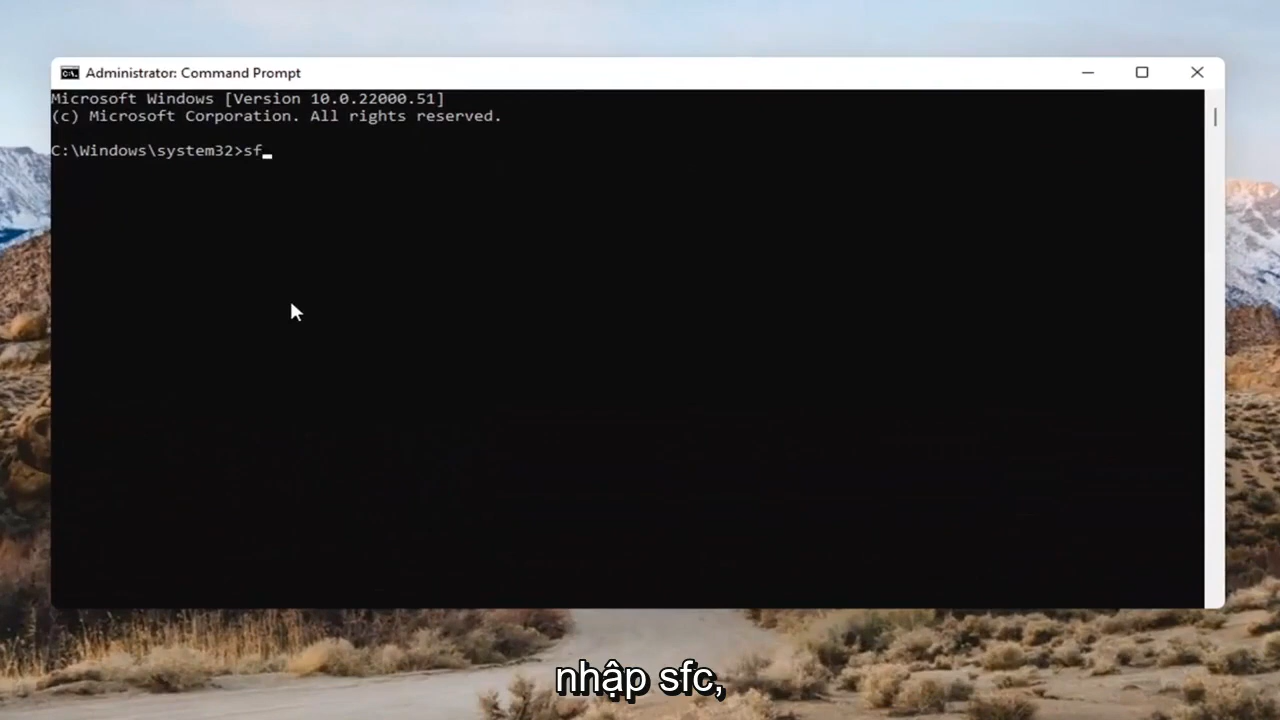 Administrator: Command Prompt
Microsoft Windows [Version 10.0.22000.51]
(c) Microsoft Corporation. All rights reserved.
C:\Windows\system32>sf_
nhập sfc,